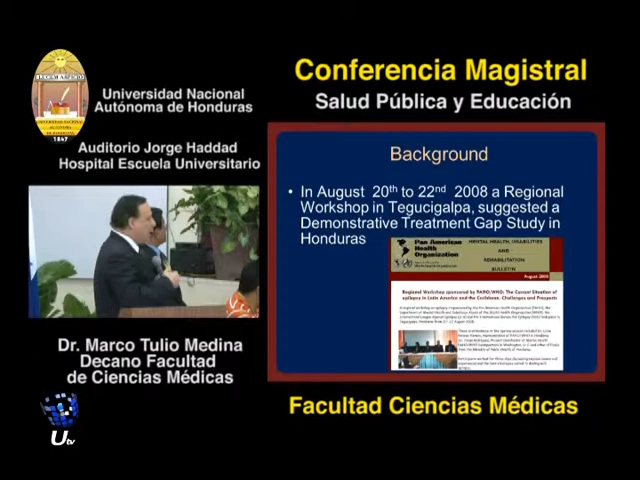 Universidad Nacional
Autónoma de Honduras
1847
Auditorio Jorge Haddad
Hospital Escuela Universitario
Dr. Marco Tulio Medina
Decano Facultad
de Ciencias Médicas
Utv
Conferencia Magistral
Salud Pública y Educación
Background
• In August 20th to 22nd 2008 a Regional
Workshop in Tegucigalpa, suggested a
Demonstrative Treatment Gap Study in
Honduras
Pan American
Health
Organization
MENTAL HEALTH, DISABILITIES
AND
REHABILITATION
BULLETIN
August 2008
Regional Workshop sponsored by PAHO/WHO: The Current Situation of
epilepsy in Latin America and the Caribbean. Challenges and Prospects
Facultad Ciencias Médicas